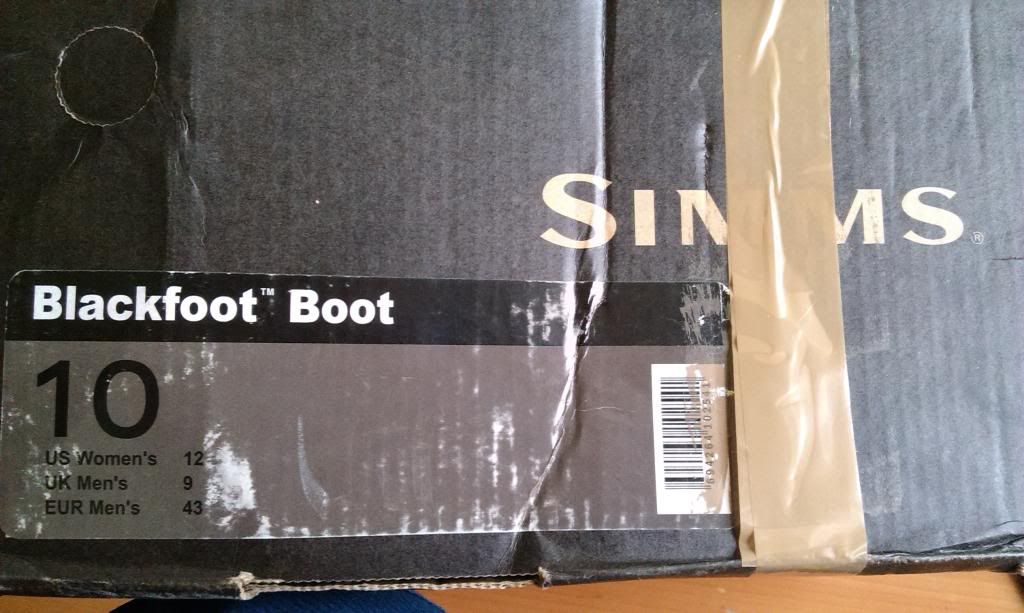 SIMMS®
Blackfoot™ Boot
10
US Women's 12
UK Men's 9
EUR Men's 43